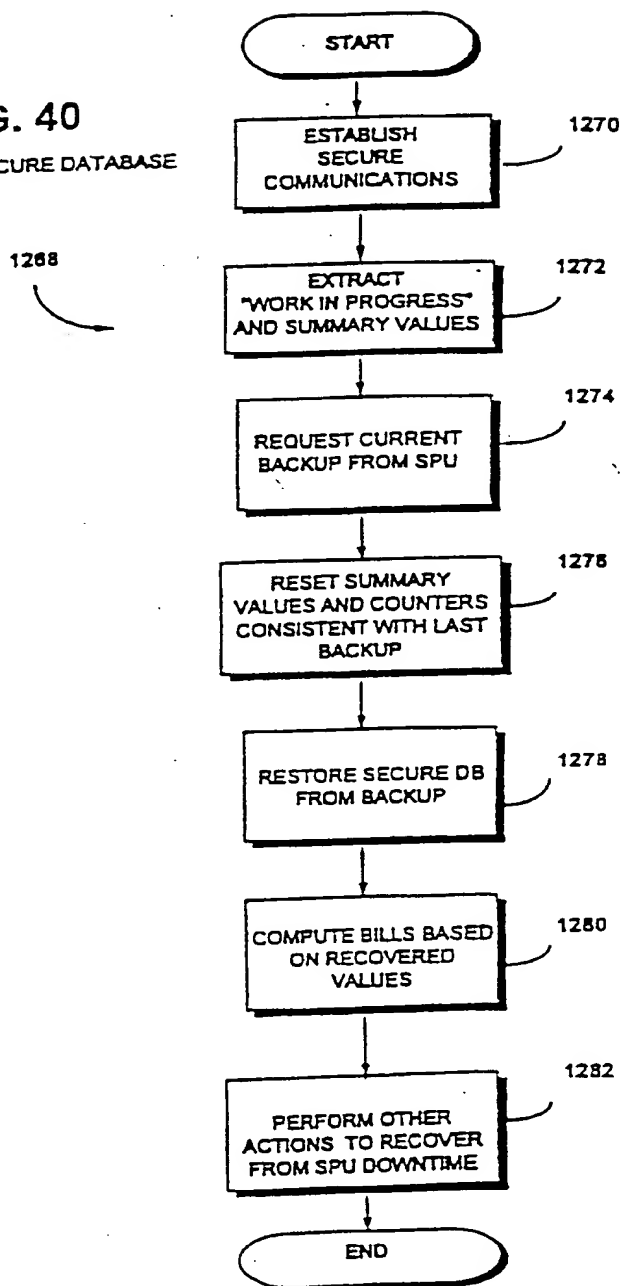 START
G. 40
CURE DATABASE
1268
ESTABLISH
SECURE
COMMUNICATIONS
1270
EXTRACT
"WORK IN PROGRESS"
AND SUMMARY VALUES
1272
REQUEST CURRENT
BACKUP FROM SPU
1274
RESET SUMMARY
VALUES AND COUNTERS
CONSISTENT WITH LAST
BACKUP
1276
RESTORE SECURE DB
FROM BACKUP
1278
COMPUTE BILLS BASED
ON RECOVERED
VALUES
1280
PERFORM OTHER
ACTIONS TO RECOVER
FROM SPU DOWNTIME
1282
END